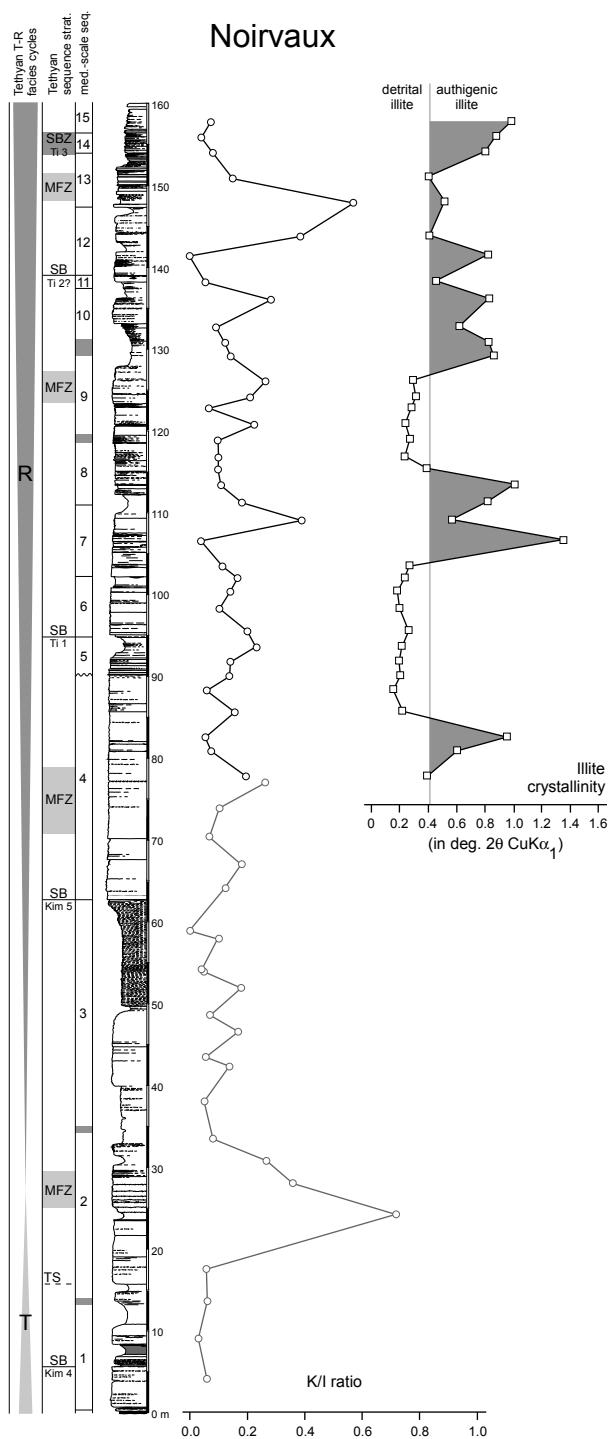 Noirvaux
Tethyan T-R
facies cycles
Tethyan
sequence strat.
med.-scale seq.
detrital
illite
authigenic
illite
160
15
SBZ
Ti 3
14
13
150
MFZ
12
140
SB
Ti 2?
11
10
130
MFZ
9
120
R
8
110
7
100
6
SB
Ti 1
5
90
80
Illite
crystallinity
4
MFZ
0
0.2
0.4
0.6
0.8
1.0
1.2
1.4
1.6
(in deg. 2θ CuKα1)
70
SB
Kim 5
60
50
3
40
30
MFZ
2
20
TS
T
10
SB
1
Kim 4
K/I ratio
0 m
0.0
0.2
0.4
0.6
0.8
1.0